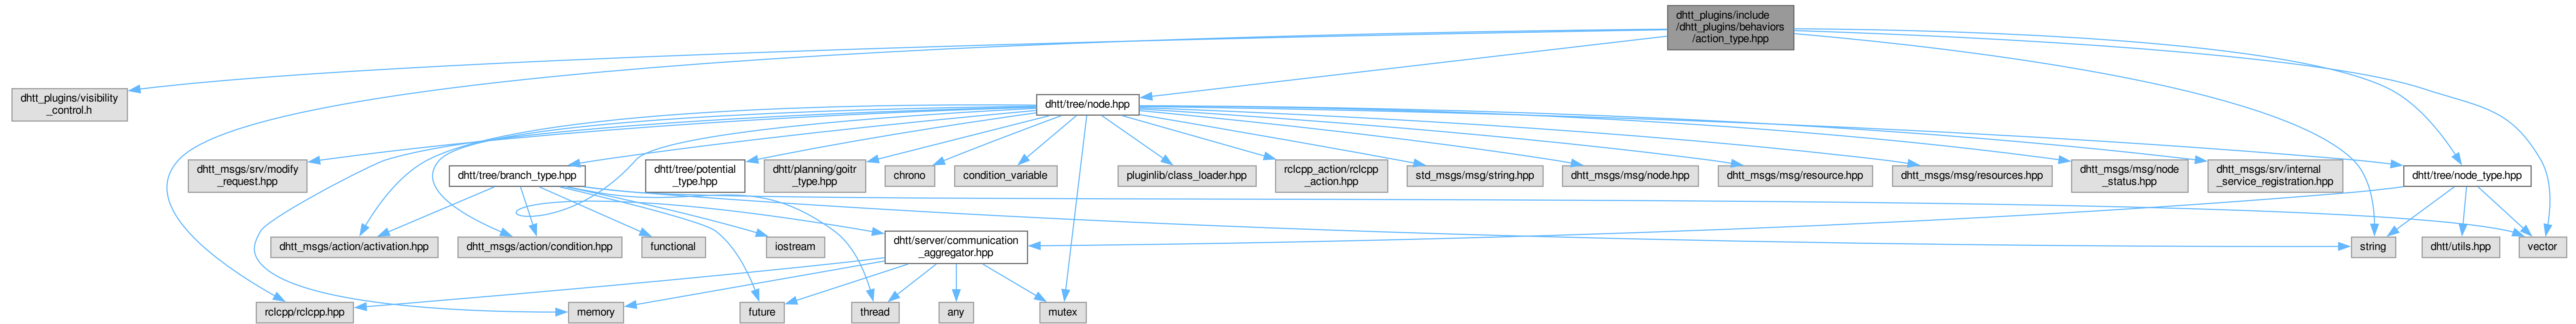 dhtt_plugins/include
/dhtt_plugins/behaviors
/action_type.hpp
dhtt_plugins/visibility
_control.h
dhtt/tree/node.hpp
dhtt_msgs/srv/modify
_request.hpp
dhtt/tree/branch_type.hpp
dhtt/tree/potential
_type.hpp
dhtt/planning/goitr
_type.hpp
chrono
condition_variable
pluginlib/class_loader.hpp
rclcpp_action/rclcpp
_action.hpp
std_msgs/msg/string.hpp
dhtt_msgs/msg/node.hpp
dhtt_msgs/msg/resource.hpp
dhtt_msgs/msg/resources.hpp
dhtt_msgs/msg/node
_status.hpp
dhtt_msgs/srv/internal
_service_registration.hpp
dhtt/tree/node_type.hpp
dhtt_msgs/action/activation.hpp
dhtt_msgs/action/condition.hpp
functional
iostream
dhtt/server/communication
_aggregator.hpp
string
dhtt/utils.hpp
vector
rclcpp/rclcpp.hpp
memory
future
thread
any
mutex